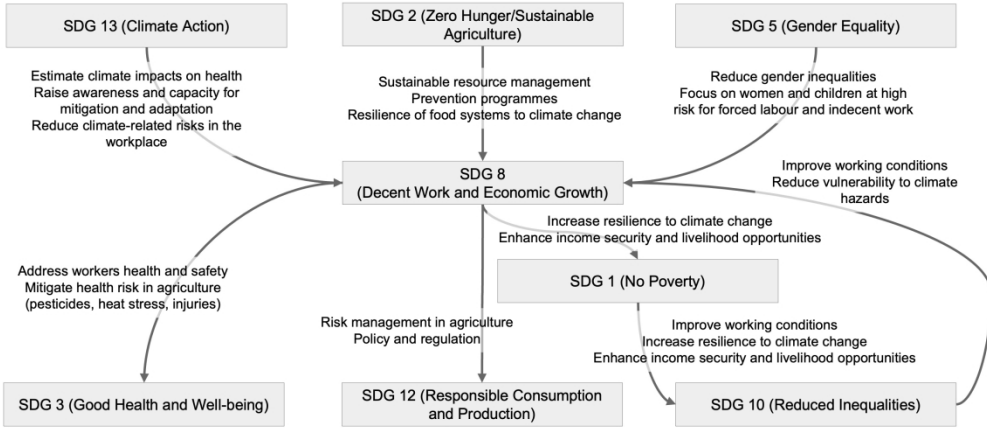 SDG 13 (Climate Action)
SDG 2 (Zero Hunger/Sustainable
Agriculture)
SDG 5 (Gender Equality)
Estimate climate impacts on health
Raise awareness and capacity for
mitigation and adaptation
Reduce climate-related risks in the
workplace
Sustainable resource management
Prevention programmes
Resilience of food systems to climate change
Reduce gender inequalities
Focus on women and children at high
risk for forced labour and indecent work
SDG 8
(Decent Work and Economic Growth)
Improve working conditions
Reduce vulnerability to climate
hazards
Increase resilience to climate change
Enhance income security and livelihood opportunities
Address workers health and safety
Mitigate health risk in agriculture
(pesticides, heat stress, injuries)
SDG 1 (No Poverty)
Risk management in agriculture
Policy and regulation
Improve working conditions
Increase resilience to climate change
Enhance income security and livelihood opportunities
SDG 3 (Good Health and Well-being)
SDG 12 (Responsible Consumption
and Production)
SDG 10 (Reduced Inequalities)